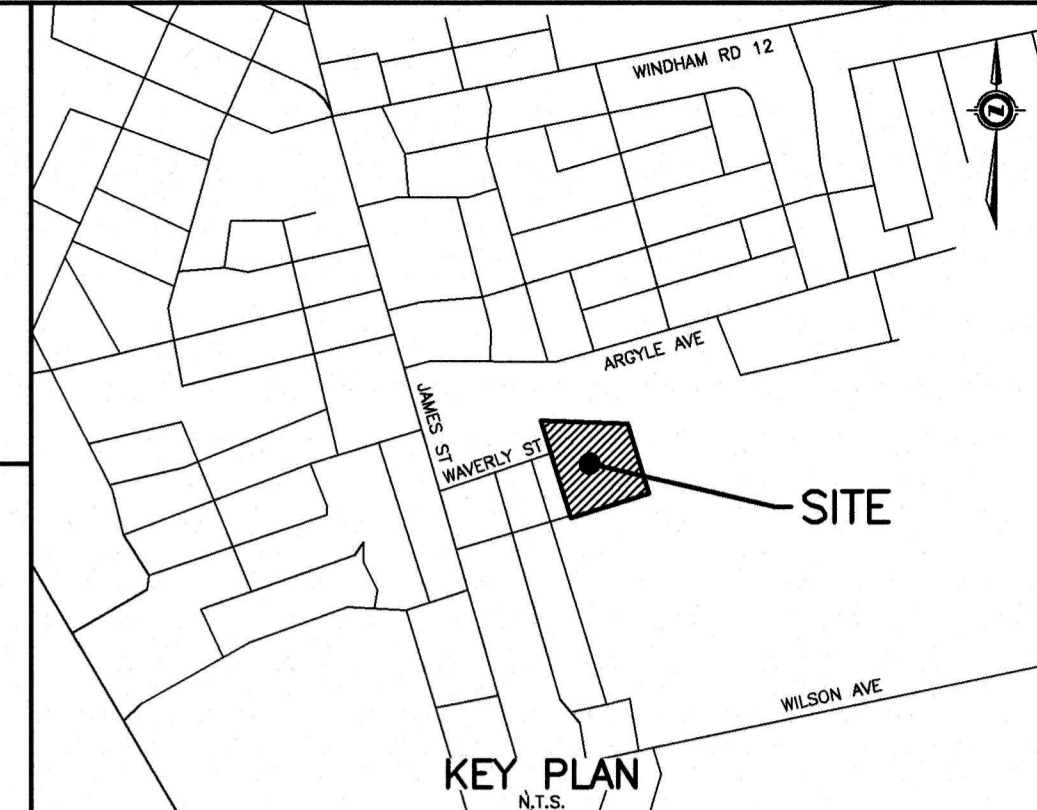 WINDHAM RD 12
N
ARGYLE AVE
JAMES ST
WAVERLY ST
SITE
WILSON AVE
KEY PLAN
N.T.S.